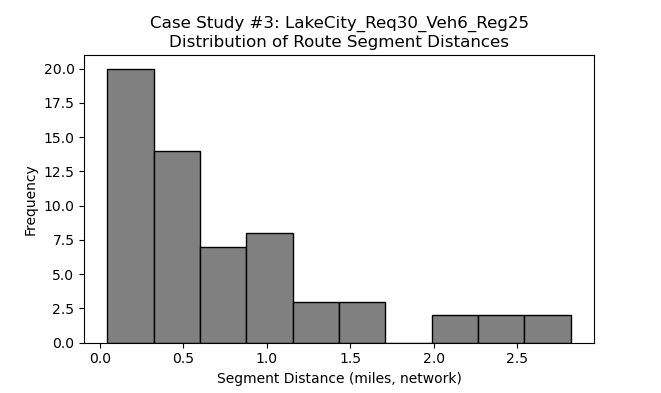 Case Study #3: LakeCity_Req30_Veh6_Reg25
Distribution of Route Segment Distances
20.0
17.5
15.0
12.5
10.0
7.5
5.0
2.5
0.0
Frequency
0.0 0.5 1.0 1.5 2.0 2.5
Segment Distance (miles, network)